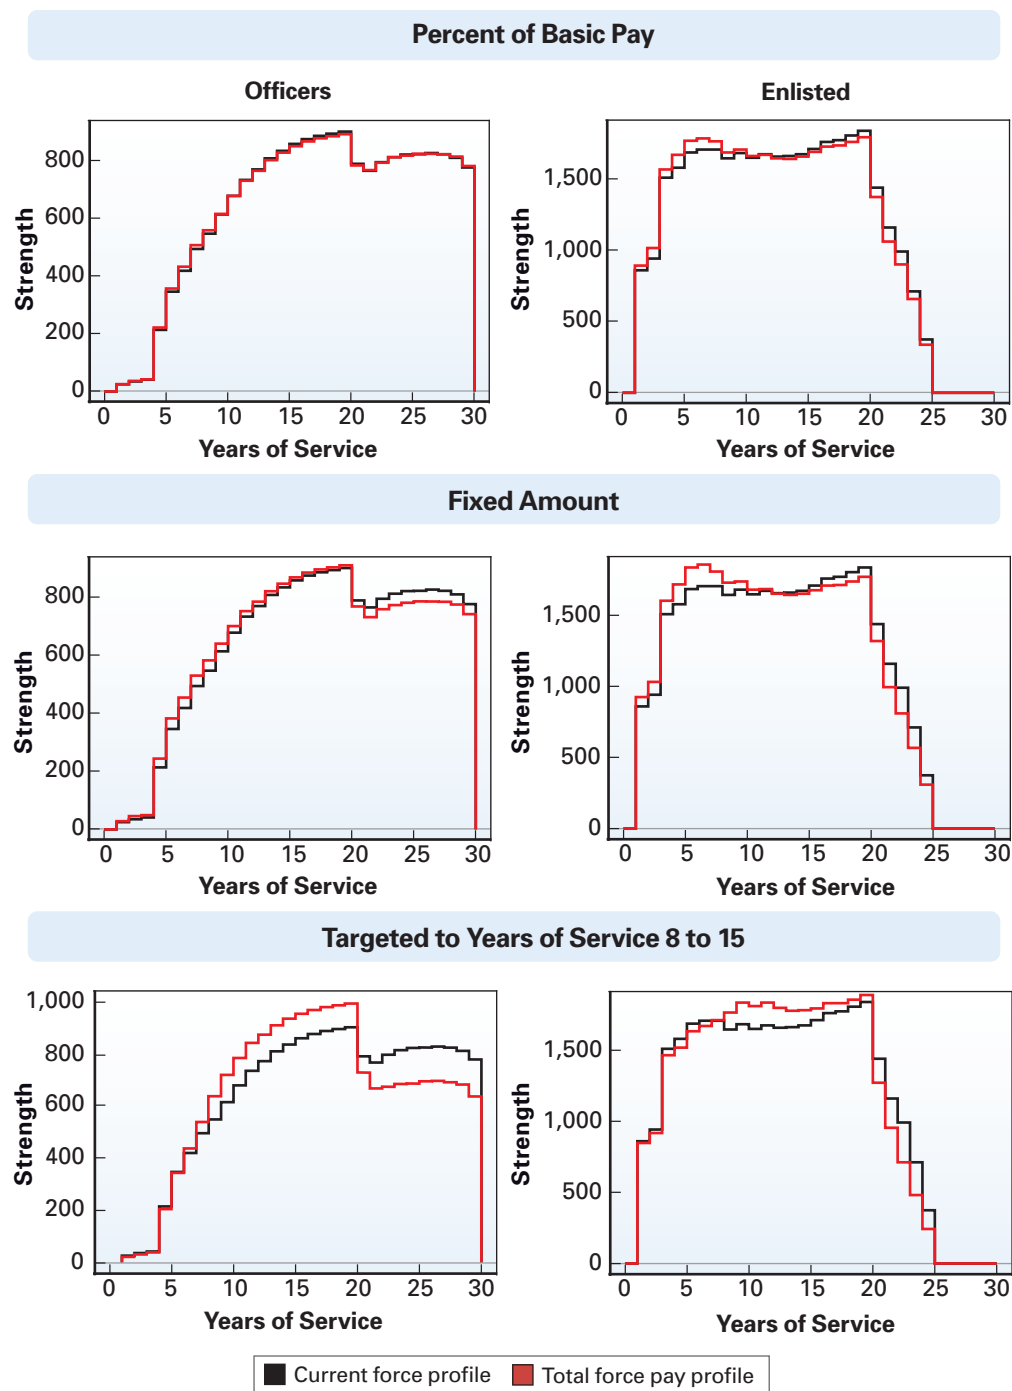 Percent of Basic Pay
Officers
Enlisted
Strength
800
600
400
200
0
0 5 10 15 20 25 30
Years of Service
Strength
1,500
1,000
500
0
0 5 10 15 20 25 30
Years of Service
Fixed Amount
Strength
800
600
400
200
0
0 5 10 15 20 25 30
Years of Service
Strength
1,500
1,000
500
0
0 5 10 15 20 25 30
Years of Service
Targeted to Years of Service 8 to 15
Strength
1,000
800
600
400
200
0
0 5 10 15 20 25 30
Years of Service
Strength
1,500
1,000
500
0
0 5 10 15 20 25 30
Years of Service
Current force profile Total force pay profile